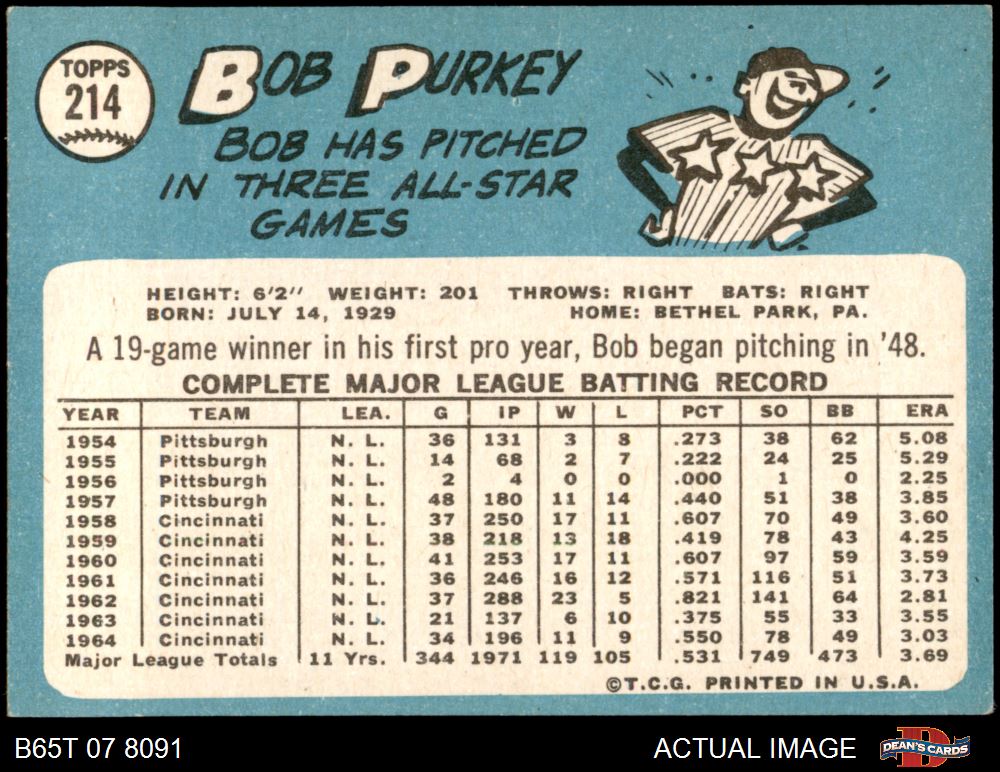 TOPPS
214
BOB PURKEY
BOB HAS PITCHED
IN THREE ALL-STAR
GAMES
HEIGHT: 6'2" WEIGHT: 201 THROWS: RIGHT BATS: RIGHT
BORN: JULY 14, 1929 HOME: BETHEL PARK, PA.
A 19-game winner in his first pro year, Bob began pitching in '48.
COMPLETE MAJOR LEAGUE BATTING RECORD
YEAR TEAM LEA. G IP W L PCT SO BB ERA
1954 Pittsburgh N. L. 36 131 3 8 .273 38 62 5.08
1955 Pittsburgh N. L. 14 68 2 7 .222 24 25 5.29
1956 Pittsburgh N. L. 2 4 0 0 .000 1 0 2.25
1957 Pittsburgh N. L. 48 180 11 14 .440 51 38 3.85
1958 Cincinnati N. L. 37 250 17 11 .607 70 49 3.60
1959 Cincinnati N. L. 38 218 13 18 .419 78 43 4.25
1960 Cincinnati N. L. 41 253 17 11 .607 97 59 3.59
1961 Cincinnati N. L. 36 246 16 12 .571 116 51 3.73
1962 Cincinnati N. L. 37 288 23 5 .821 141 64 2.81
1963 Cincinnati N. L. 21 137 6 10 .375 55 33 3.55
1964 Cincinnati N. L. 34 196 11 9 .550 78 49 3.03
Major League Totals 11 Yrs. 344 1971 119 105 .531 749 473 3.69
©T.C.G. PRINTED IN U.S.A.
B65T 07 8091 ACTUAL IMAGE D DEAN'S CARDS